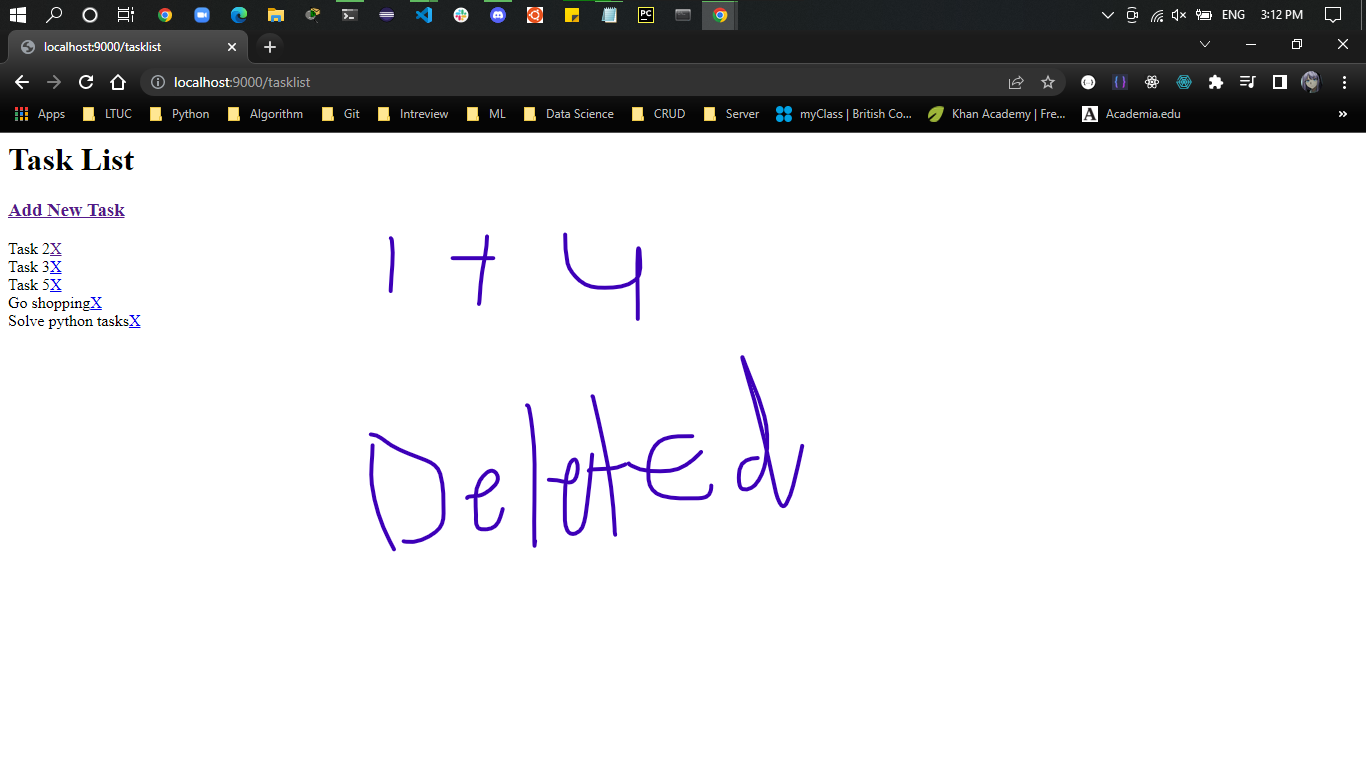 ENG 3:12 PM
localhost:9000/tasklist
localhost:9000/tasklist
Apps LTUC Python Algorithm Git Intreview ML Data Science CRUD Server myClass | British Co... Khan Academy | Fre... Academia.edu »
Task List
Add New Task
Task 2X
Task 3X
Task 5X
Go shoppingX
Solve python tasksX
1 + 4
Deleted